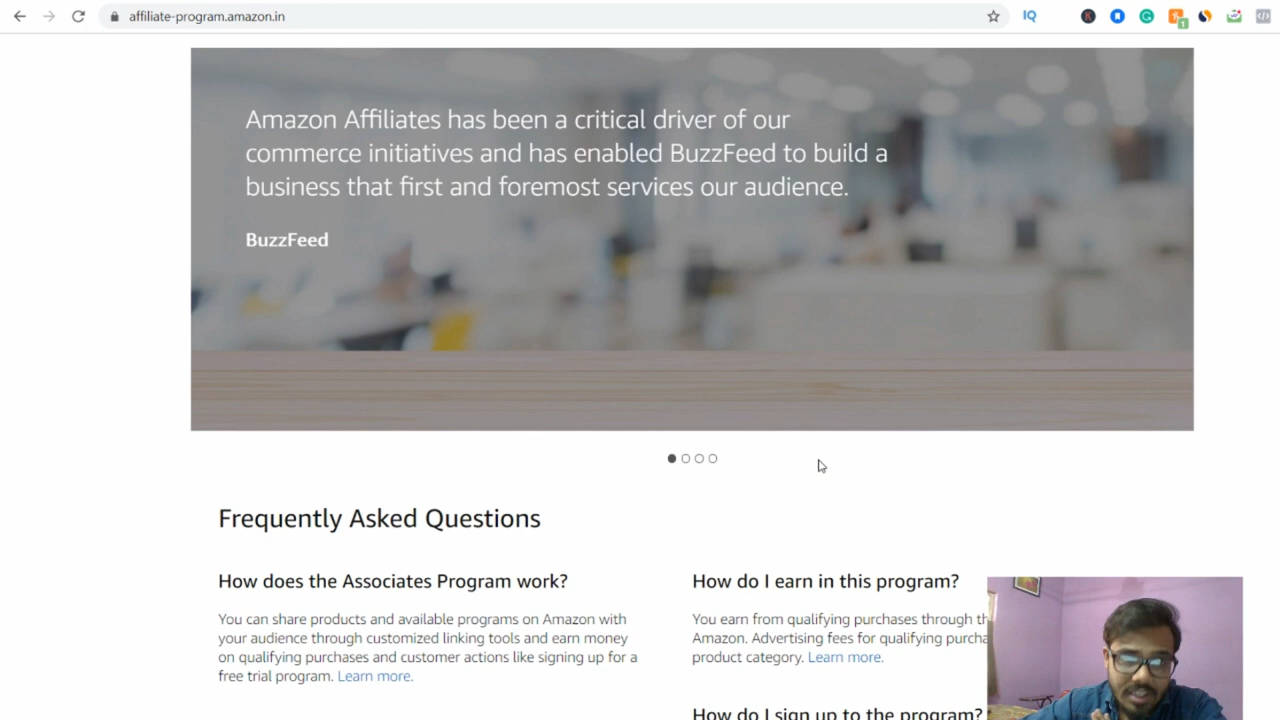 affiliate-program.amazon.in
IQ
K
1
Amazon Affiliates has been a critical driver of our
commerce initiatives and has enabled BuzzFeed to build a
business that first and foremost services our audience.
BuzzFeed
Frequently Asked Questions
How does the Associates Program work?
You can share products and available programs on Amazon with
your audience through customized linking tools and earn money
on qualifying purchases and customer actions like signing up for a
free trial program. Learn more.
How do I earn in this program?
You earn from qualifying purchases through
Amazon. Advertising fees for qualifying
product category. Learn more.
How do I sign up to the program?